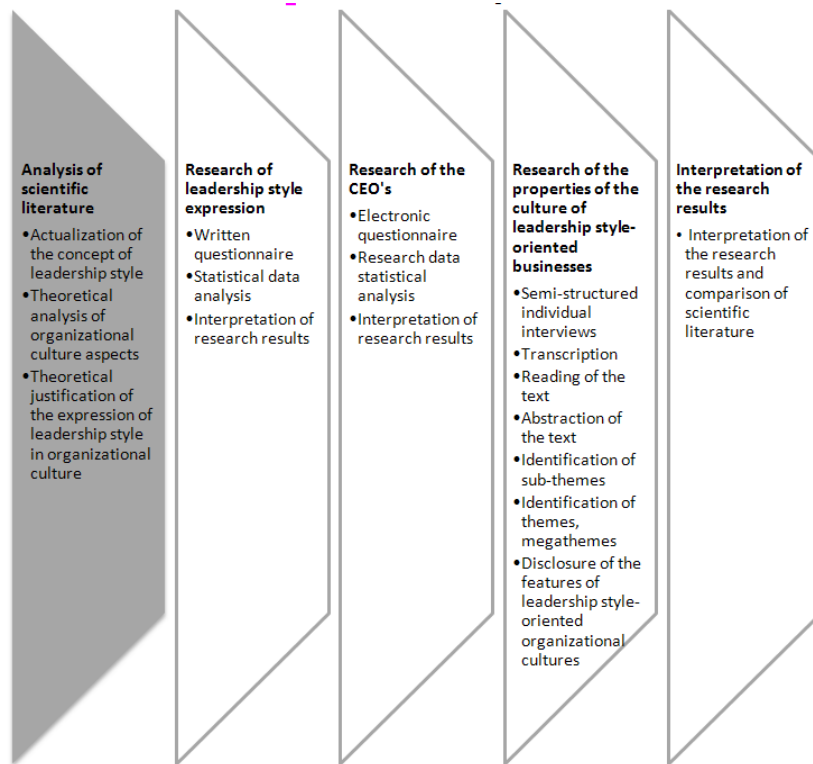 Analysis of
scientific
literature
•Actualization of
the concept of
leadership style
•Theoretical
analysis of
organizational
culture aspects
•Theoretical
justification of
the expression of
leadership style
in organizational
culture
Research of
leadership style
expression
•Written
questionnaire
•Statistical data
analysis
•Interpretation of
research results
Research of the
CEO's
•Electronic
questionnaire
•Research data
statistical
analysis
•Interpretation of
research results
Research of the
properties of the
culture of
leadership style-
oriented
businesses
•Semi-structured
individual
interviews
•Transcription
•Reading of the
text
•Abstraction of
the text
•Identification of
sub-themes
•Identification of
themes,
megathemes
•Disclosure of the
features of
leadership style-
oriented
organizational
cultures
Interpretation of
the research
results
• Interpretation of
the research
results and
comparison of
scientific
literature